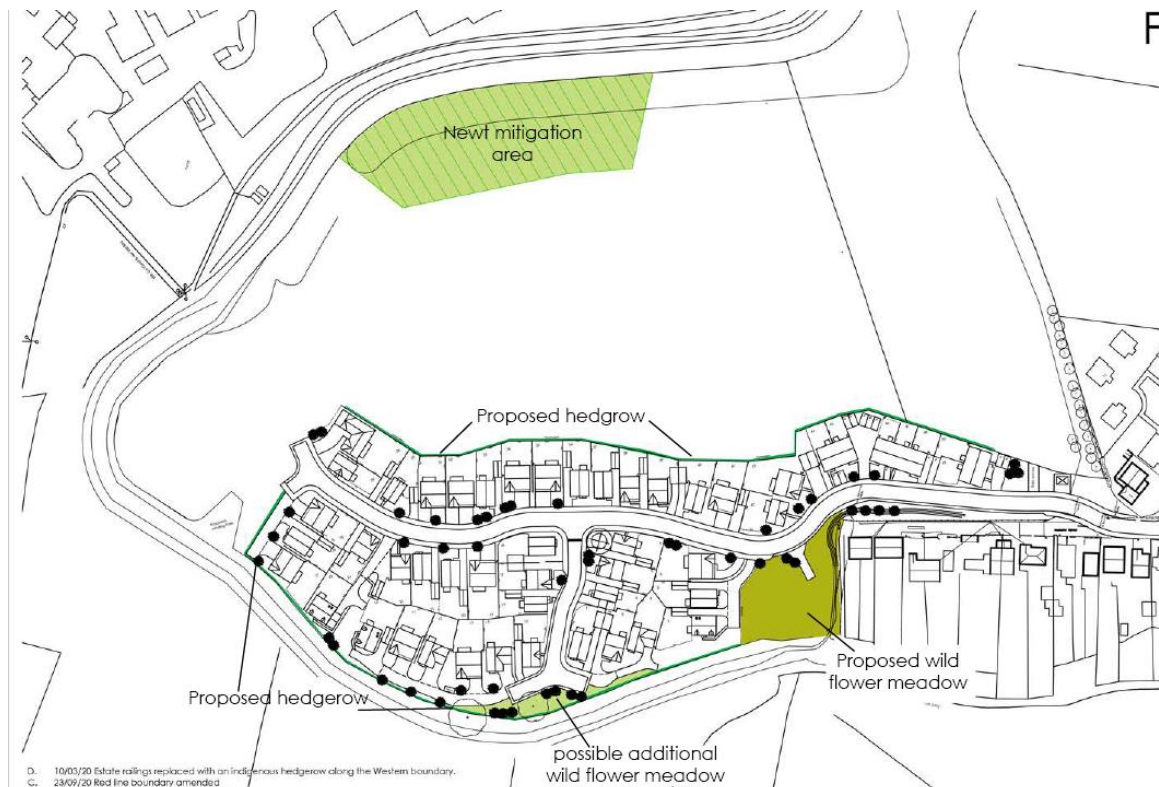 F
Newt mitigation
area
Proposed hedgrow
Proposed hedgerow
Proposed wild
flower meadow
possible additional
wild flower meadow
D. 10/03/20 Estate railings replaced with an indigenous hedgerow along the Western boundary.
C. 23/09/20 Red line boundary amended